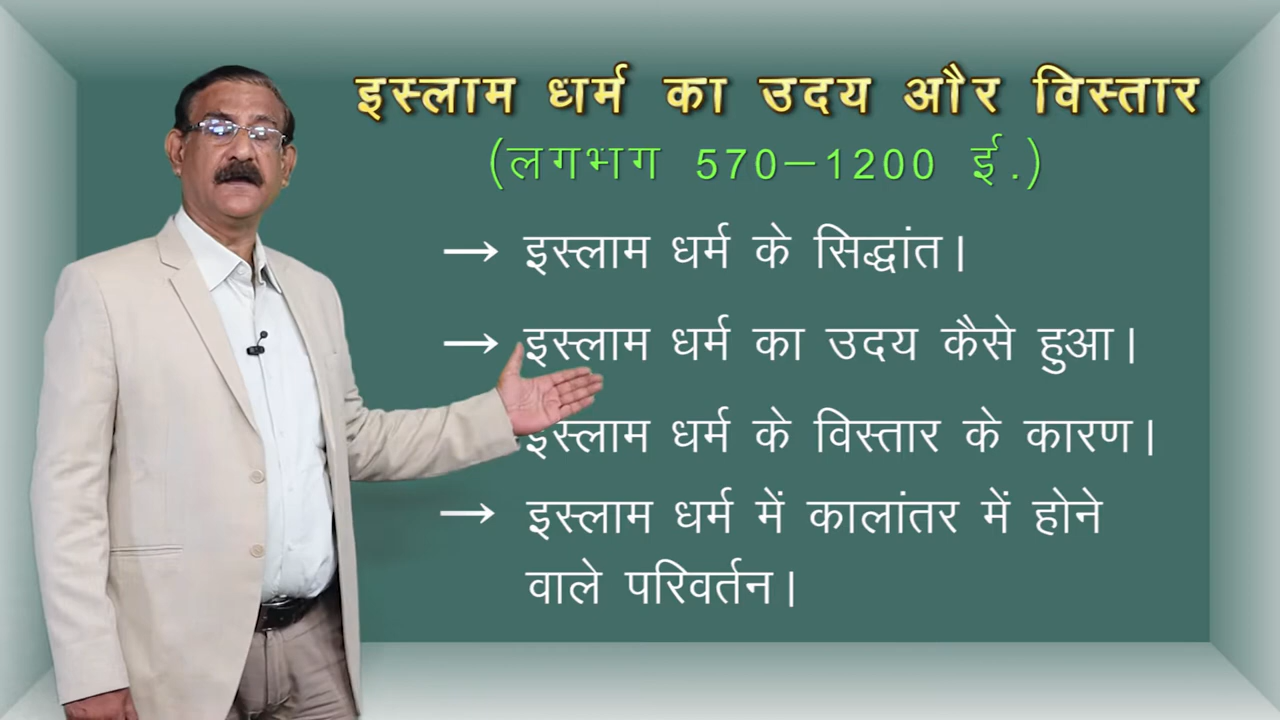 इस्लाम धर्म का उदय और विस्तार
(लगभग 570–1200 ई.)
→ इस्लाम धर्म के सिद्धांत।
→ इस्लाम धर्म का उदय कैसे हुआ।
इस्लाम धर्म के विस्तार के कारण।
→ इस्लाम धर्म में कालांतर में होने
वाले परिवर्तन।